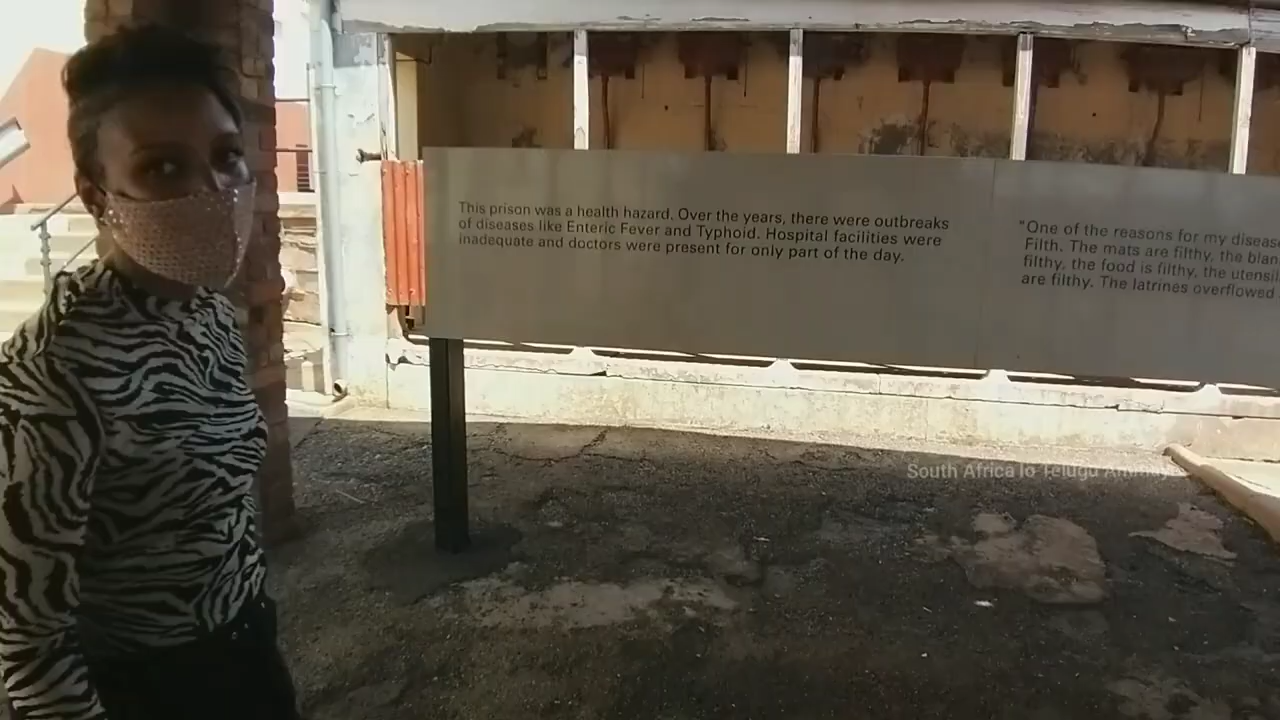 This prison was a health hazard. Over the years, there were outbreaks
of diseases like Enteric Fever and Typhoid. Hospital facilities were
inadequate and doctors were present for only part of the day.
"One of the reasons for my disease
Filth. The mats are filthy, the blan
filthy, the food is filthy, the utensil
are filthy. The latrines overflowed.
South Africa lo Telugu